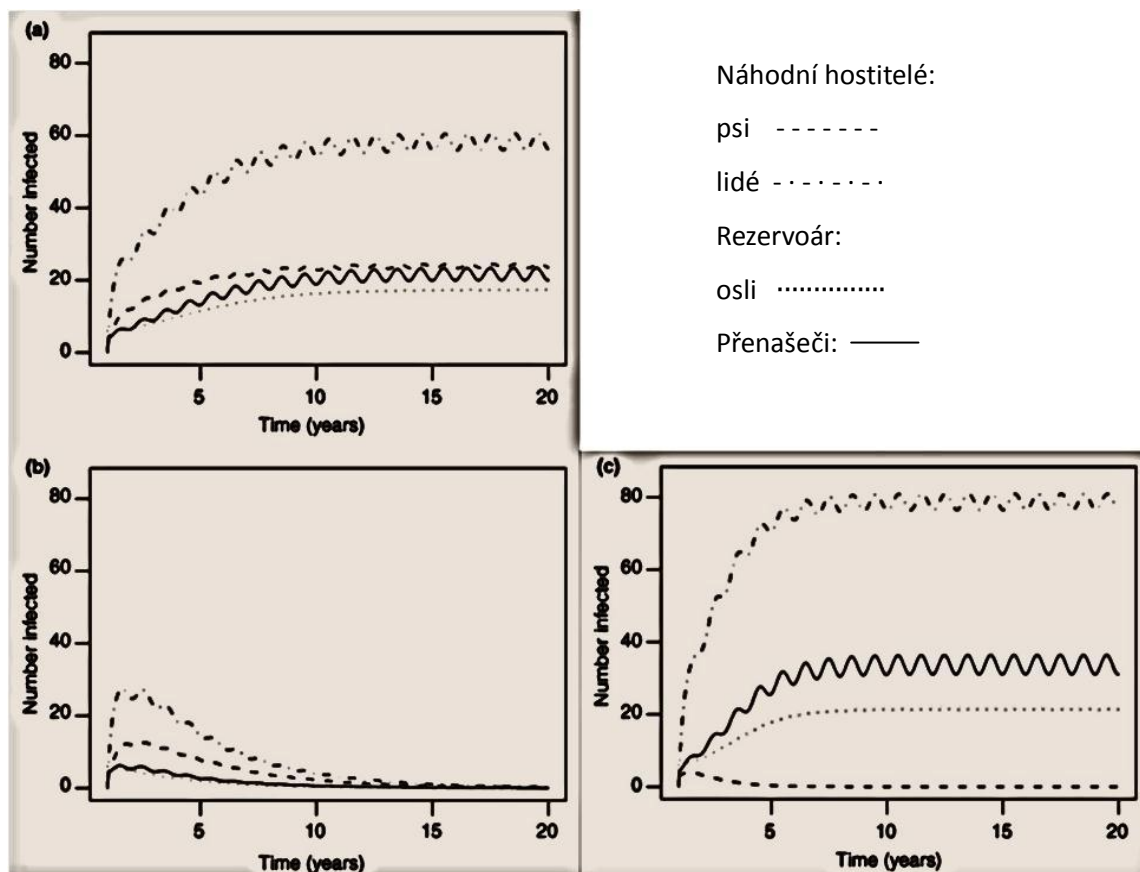 (a)
80
60
40
20
0
Number infected
5 10 15 20
Time (years)
Náhodní hostitelé:
psi
lidé
Rezervoár:
osli
Přenašeči:
(b)
80
60
40
20
0
Number infected
5 10 15 20
Time (years)
(c)
80
60
40
20
0
Number infected
5 10 15 20
Time (years)